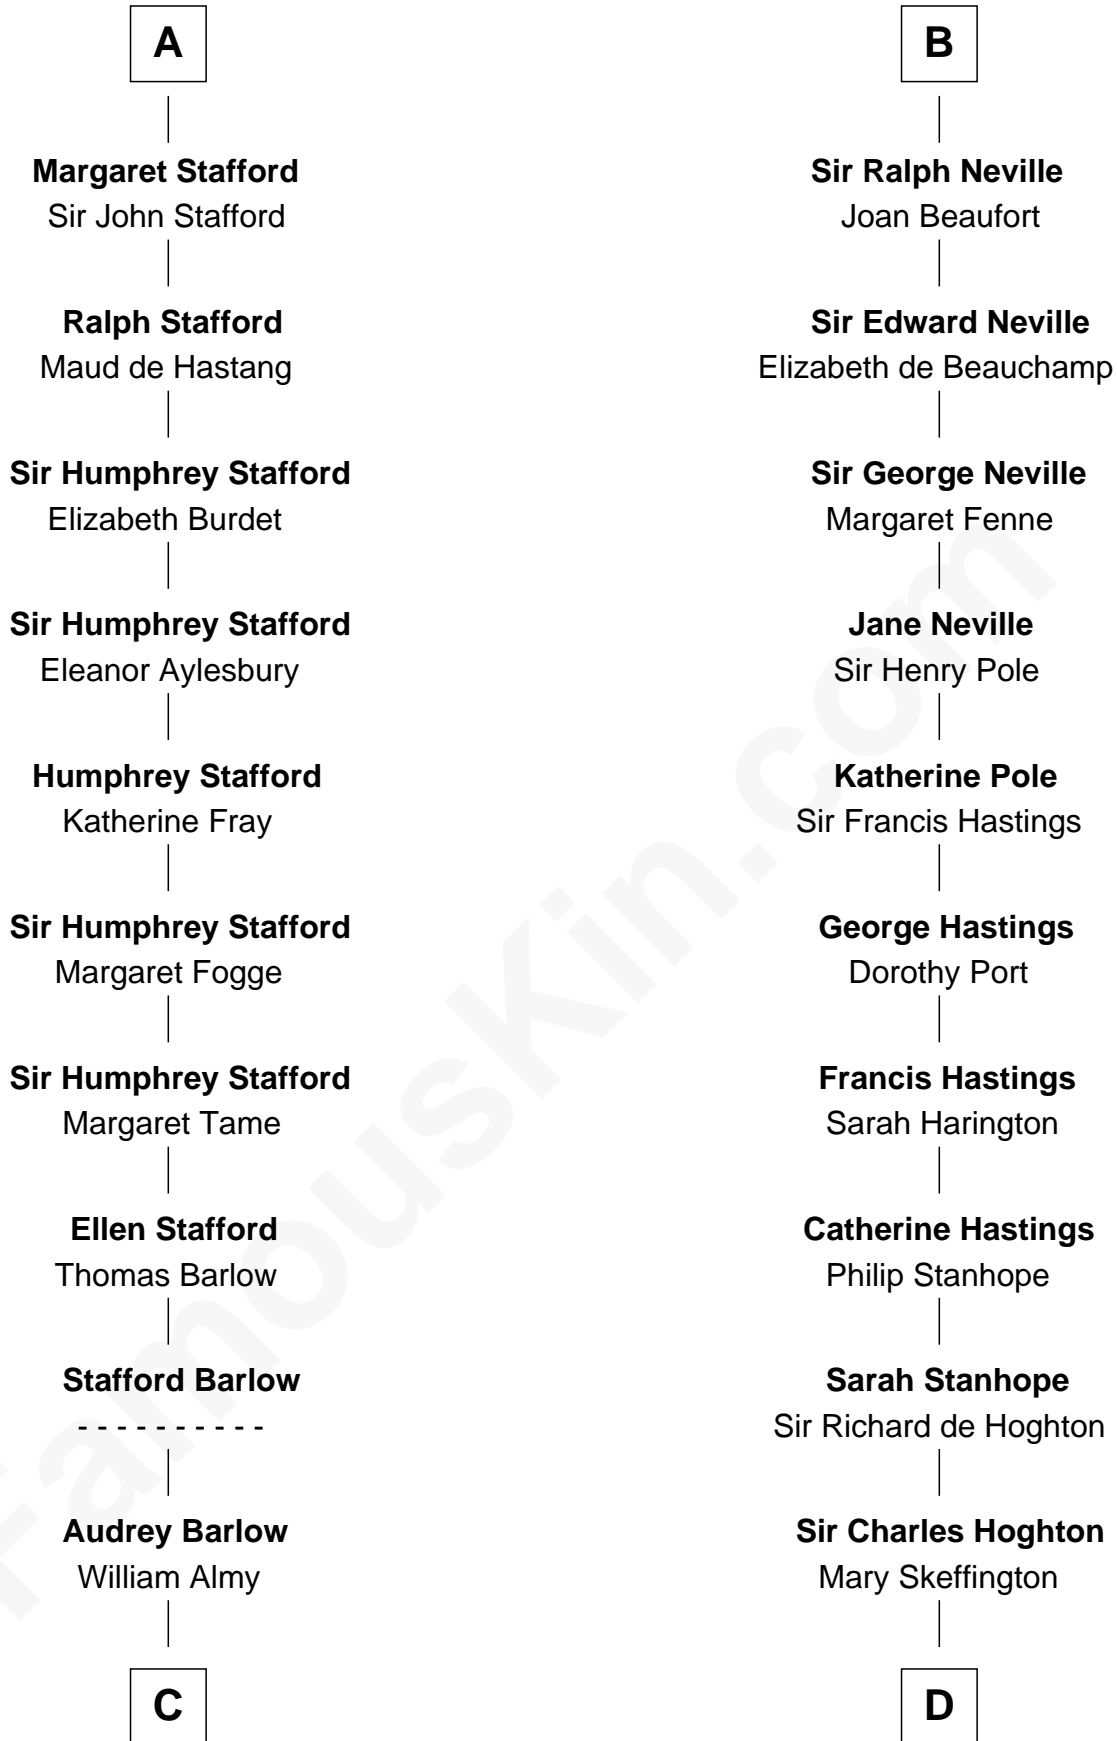 A
Margaret Stafford
Sir John Stafford
Ralph Stafford
Maud de Hastang
Sir Humphrey Stafford
Elizabeth Burdet
Sir Humphrey Stafford
Eleanor Aylesbury
Humphrey Stafford
Katherine Fray
Sir Humphrey Stafford
Margaret Fogge
Sir Humphrey Stafford
Margaret Tame
Ellen Stafford
Thomas Barlow
Stafford Barlow
- - - - - - - - - -
Audrey Barlow
William Almy
C
B
Sir Ralph Neville
Joan Beaufort
Sir Edward Neville
Elizabeth de Beauchamp
Sir George Neville
Margaret Fenne
Jane Neville
Sir Henry Pole
Katherine Pole
Sir Francis Hastings
George Hastings
Dorothy Port
Francis Hastings
Sarah Harington
Catherine Hastings
Philip Stanhope
Sarah Stanhope
Sir Richard de Hoghton
Sir Charles Hoghton
Mary Skeffington
D
FamousKin.com